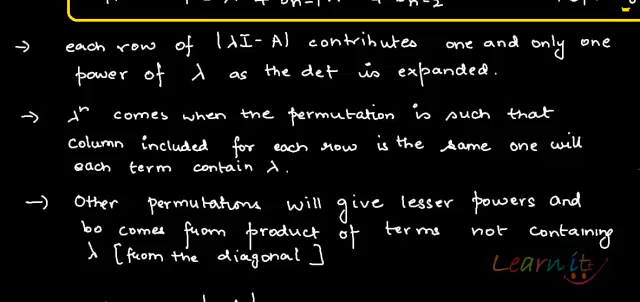 → each row of |λI - A| contributes one and only one
power of λ as the det is expanded.
→ λⁿ comes when the permutation is such that
column included for each row is the same one will
each term contain λ.
→ Other permutations will give lesser powers and
bo comes from product of terms not containing
λ [from the diagonal]
Learnit